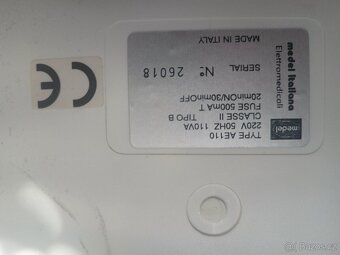 medel italiana
Elettromedicali
medel
TYPE AE110
220V 50HZ 110VA
CLASSE II TIPO B
FUSE 500mA T
20minON/30minOFF
SERIAL N° 26018
MADE IN ITALY
CE